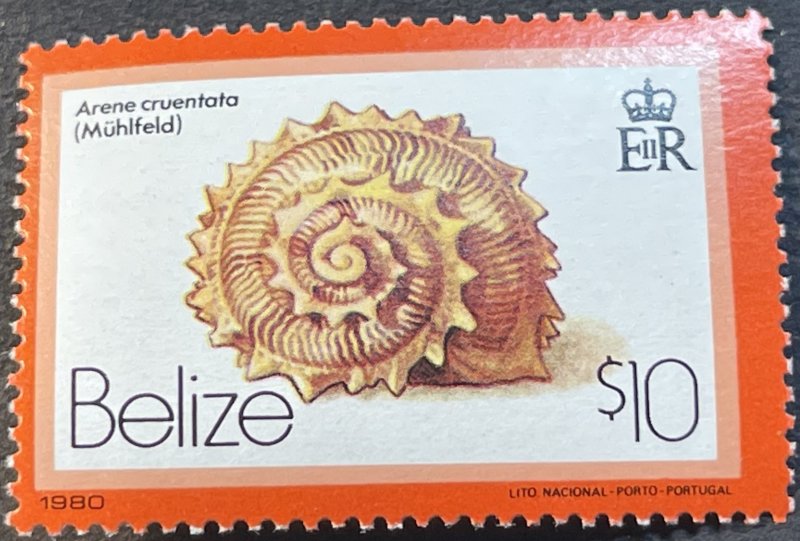 Arene cruentata
(Mühlfeld)
EIIR
Belize
$10
1980
LITO NACIONAL-PORTO-PORTUGAL